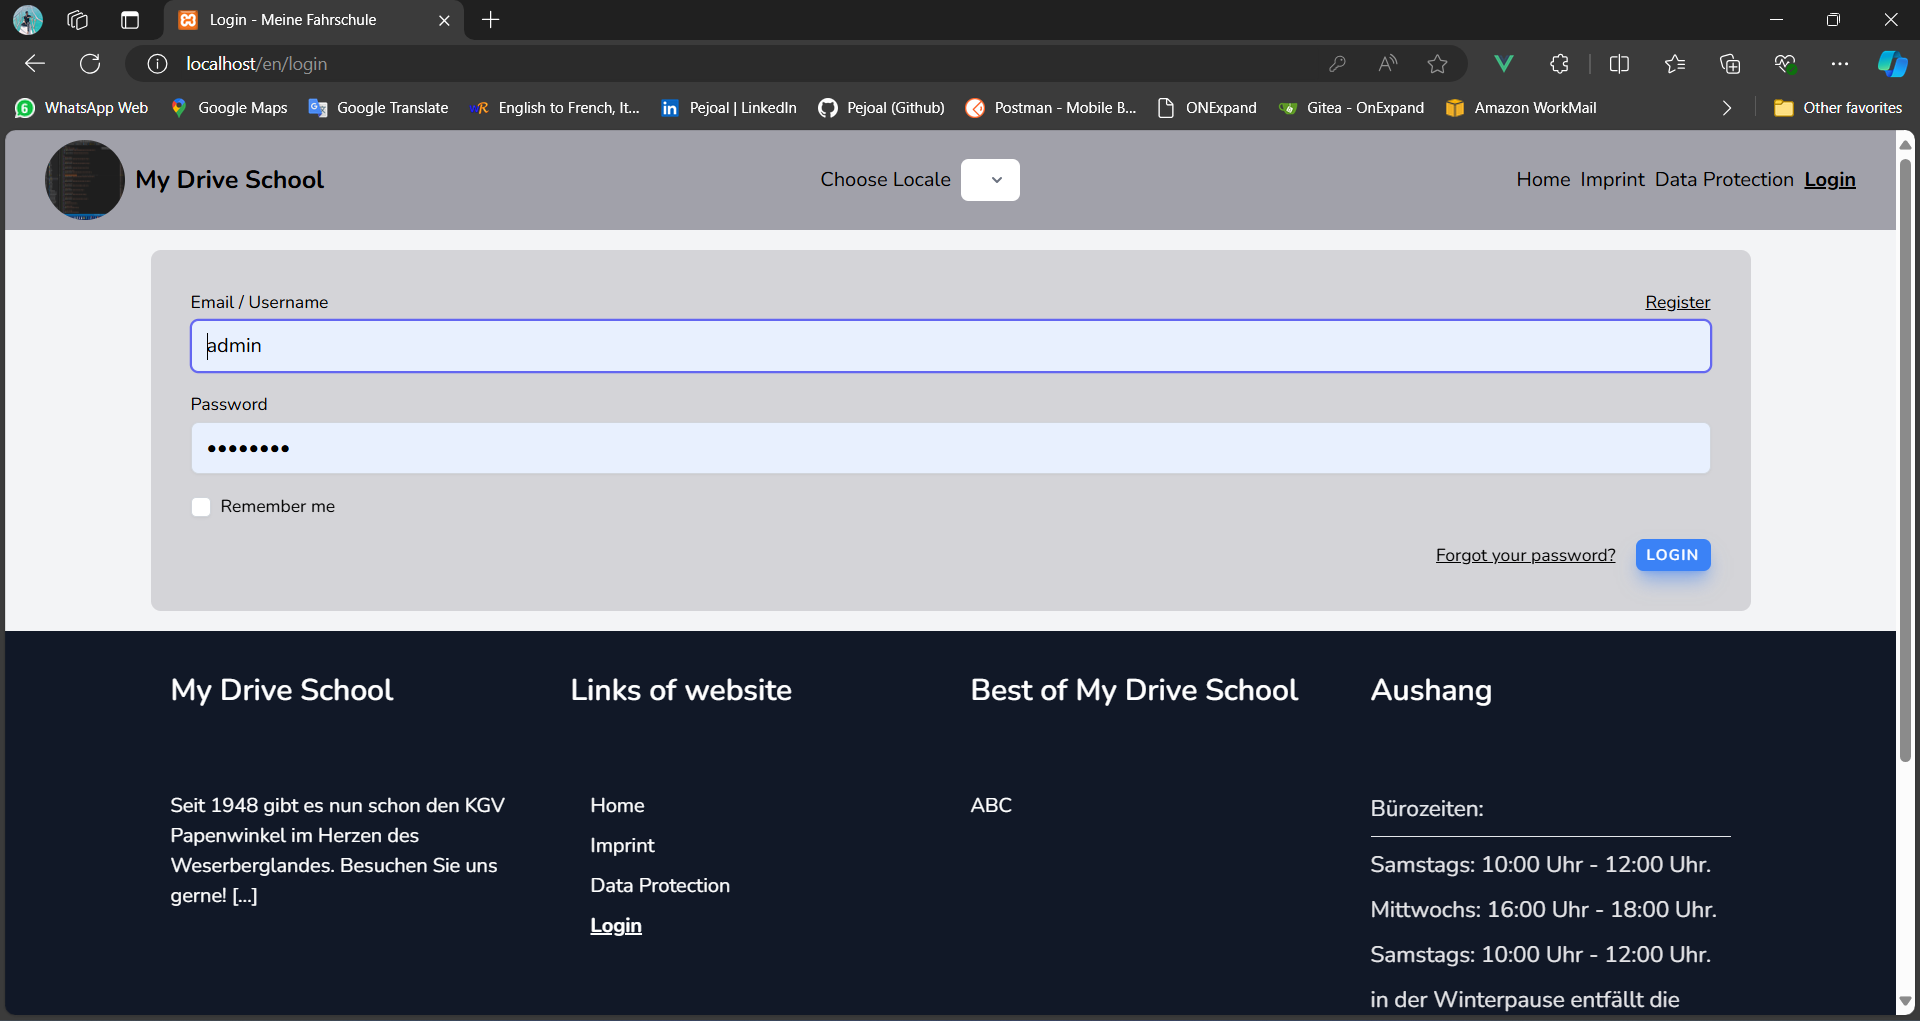 Login - Meine Fahrschule
localhost/en/login
WhatsApp Web
Google Maps
Google Translate
English to French, It...
Pejoal | LinkedIn
Pejoal (Github)
Postman - Mobile B...
ONExpand
Gitea - OnExpand
Amazon WorkMail
Other favorites
My Drive School
Choose Locale
Home Imprint Data Protection Login
Email / Username
Register
admin
Password
Remember me
Forgot your password?
LOGIN
My Drive School
Seit 1948 gibt es nun schon den KGV
Papenwinkel im Herzen des
Weserberglandes. Besuchen Sie uns
gerne! [...]
Links of website
Home
Imprint
Data Protection
Login
Best of My Drive School
ABC
Aushang
Bürozeiten:
Samstags: 10:00 Uhr - 12:00 Uhr.
Mittwochs: 16:00 Uhr - 18:00 Uhr.
Samstags: 10:00 Uhr - 12:00 Uhr.
in der Winterpause entfällt die